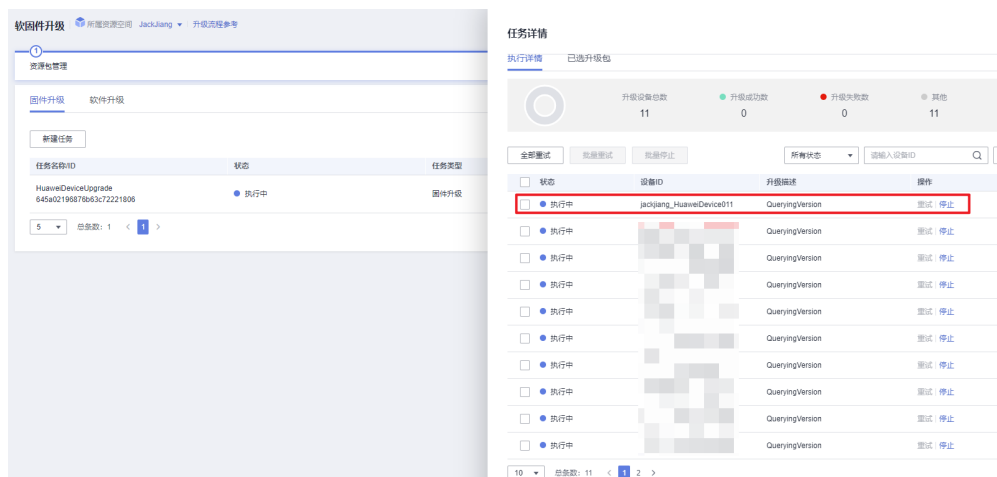 软固件升级 所属资源空间 JackJiang 升级流程参考
1
资源包管理
固件升级 软件升级
新建任务
任务名称/ID 状态 任务类型
HuaweiDeviceUpgrade
645a02196876b63c72221806
执行中 固件升级
5 总条数: 1 < 1 >
任务详情
执行详情 已选升级包
升级设备总数 升级成功数 升级失败数 其他
11 0 0 11
全部重试 批量重试 批量停止 所有状态 请输入设备ID
状态 设备ID 升级描述 操作
执行中 jackjiang_HuaweiDevice011 QueryingVersion 重试 | 停止
执行中 QueryingVersion 重试 | 停止
执行中 QueryingVersion 重试 | 停止
执行中 QueryingVersion 重试 | 停止
执行中 QueryingVersion 重试 | 停止
执行中 QueryingVersion 重试 | 停止
执行中 QueryingVersion 重试 | 停止
执行中 QueryingVersion 重试 | 停止
执行中 QueryingVersion 重试 | 停止
执行中 QueryingVersion 重试 | 停止
10 总条数: 11 < 1 2 >